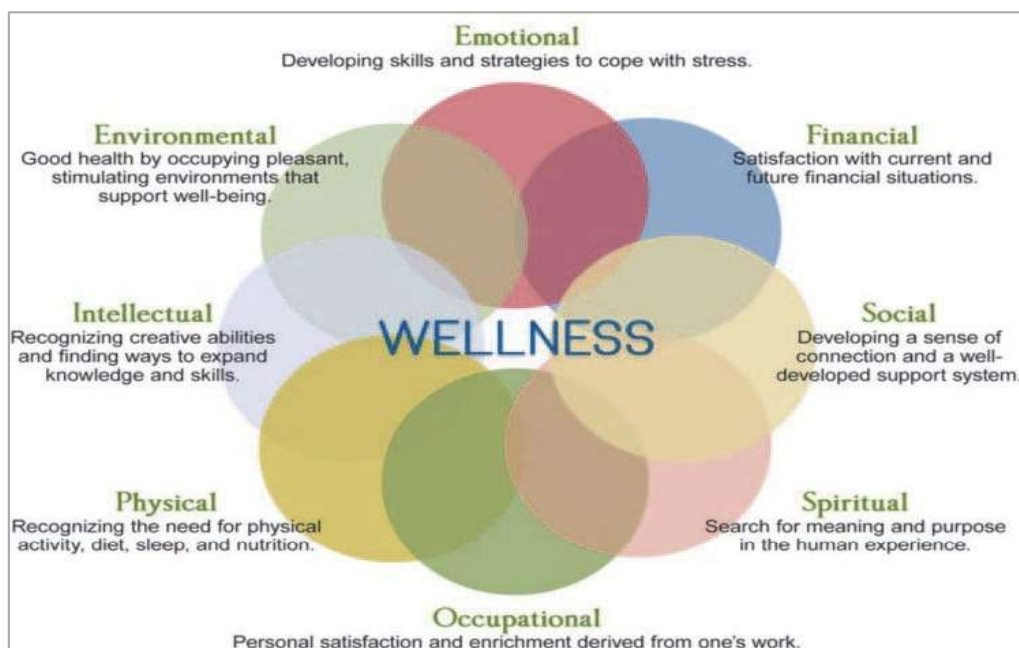 Emotional
Developing skills and strategies to cope with stress.
Environmental
Good health by occupying pleasant,
stimulating environments that
support well-being.
Financial
Satisfaction with current and
future financial situations.
Intellectual
Recognizing creative abilities
and finding ways to expand
knowledge and skills.
WELLNESS
Social
Developing a sense of
connection and a well-
developed support system.
Physical
Recognizing the need for physical
activity, diet, sleep, and nutrition.
Spiritual
Search for meaning and purpose
in the human experience.
Occupational
Personal satisfaction and enrichment derived from one's work.